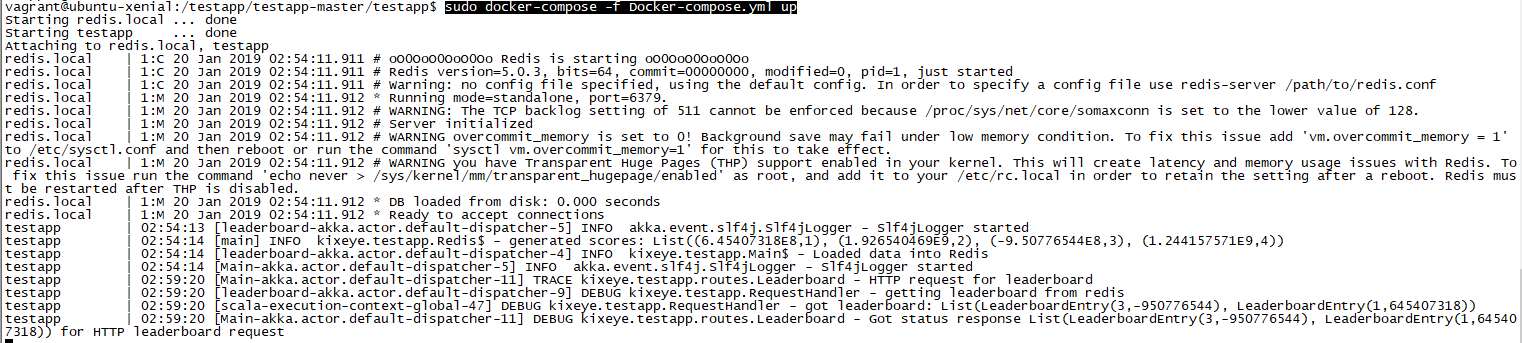 vagrant@ubuntu-xenial:/testapp/testapp-master/testapp$ sudo docker-compose -f Docker-compose.yml up
Starting redis.local ... done
Starting testapp     ... done
Attaching to redis.local, testapp
redis.local    | 1:C 20 Jan 2019 02:54:11.911 # oO0OoO0OoO0Oo Redis is starting oO0OoO0OoO0Oo
redis.local    | 1:C 20 Jan 2019 02:54:11.911 # Redis version=5.0.3, bits=64, commit=00000000, modified=0, pid=1, just started
redis.local    | 1:C 20 Jan 2019 02:54:11.911 # Warning: no config file specified, using the default config. In order to specify a config file use redis-server /path/to/redis.conf
redis.local    | 1:M 20 Jan 2019 02:54:11.912 * Running mode=standalone, port=6379.
redis.local    | 1:M 20 Jan 2019 02:54:11.912 # WARNING: The TCP backlog setting of 511 cannot be enforced because /proc/sys/net/core/somaxconn is set to the lower value of 128.
redis.local    | 1:M 20 Jan 2019 02:54:11.912 # Server initialized
redis.local    | 1:M 20 Jan 2019 02:54:11.912 # WARNING overcommit_memory is set to 0! Background save may fail under low memory condition. To fix this issue add 'vm.overcommit_memory = 1'
to /etc/sysctl.conf and then reboot or run the command 'sysctl vm.overcommit_memory=1' for this to take effect.
redis.local    | 1:M 20 Jan 2019 02:54:11.912 # WARNING you have Transparent Huge Pages (THP) support enabled in your kernel. This will create latency and memory usage issues with Redis. To
 fix this issue run the command 'echo never > /sys/kernel/mm/transparent_hugepage/enabled' as root, and add it to your /etc/rc.local in order to retain the setting after a reboot. Redis mus
t be restarted after THP is disabled.
redis.local    | 1:M 20 Jan 2019 02:54:11.912 * DB loaded from disk: 0.000 seconds
redis.local    | 1:M 20 Jan 2019 02:54:11.912 * Ready to accept connections
testapp        | 02:54:13 [leaderboard-akka.actor.default-dispatcher-5] INFO  akka.event.slf4j.Slf4jLogger - Slf4jLogger started
testapp        | 02:54:14 [main] INFO  kixeye.testapp.Redis$ - generated scores: List((6.45407318E8,1), (1.926540469E9,2), (-9.50776544E8,3), (1.244157571E9,4))
testapp        | 02:54:14 [leaderboard-akka.actor.default-dispatcher-4] INFO  kixeye.testapp.Main$ - Loaded data into Redis
testapp        | 02:54:14 [Main-akka.actor.default-dispatcher-5] INFO  akka.event.slf4j.Slf4jLogger - Slf4jLogger started
testapp        | 02:59:20 [Main-akka.actor.default-dispatcher-11] TRACE kixeye.testapp.routes.Leaderboard - HTTP request for leaderboard
testapp        | 02:59:20 [leaderboard-akka.actor.default-dispatcher-9] DEBUG kixeye.testapp.RequestHandler - getting leaderboard from redis
testapp        | 02:59:20 [scala-execution-context-global-47] DEBUG kixeye.testapp.RequestHandler - got leaderboard: List(LeaderboardEntry(3,-950776544), LeaderboardEntry(1,645407318))
testapp        | 02:59:20 [Main-akka.actor.default-dispatcher-11] DEBUG kixeye.testapp.routes.Leaderboard - Got status response List(LeaderboardEntry(3,-950776544), LeaderboardEntry(1,64540
7318)) for HTTP leaderboard request